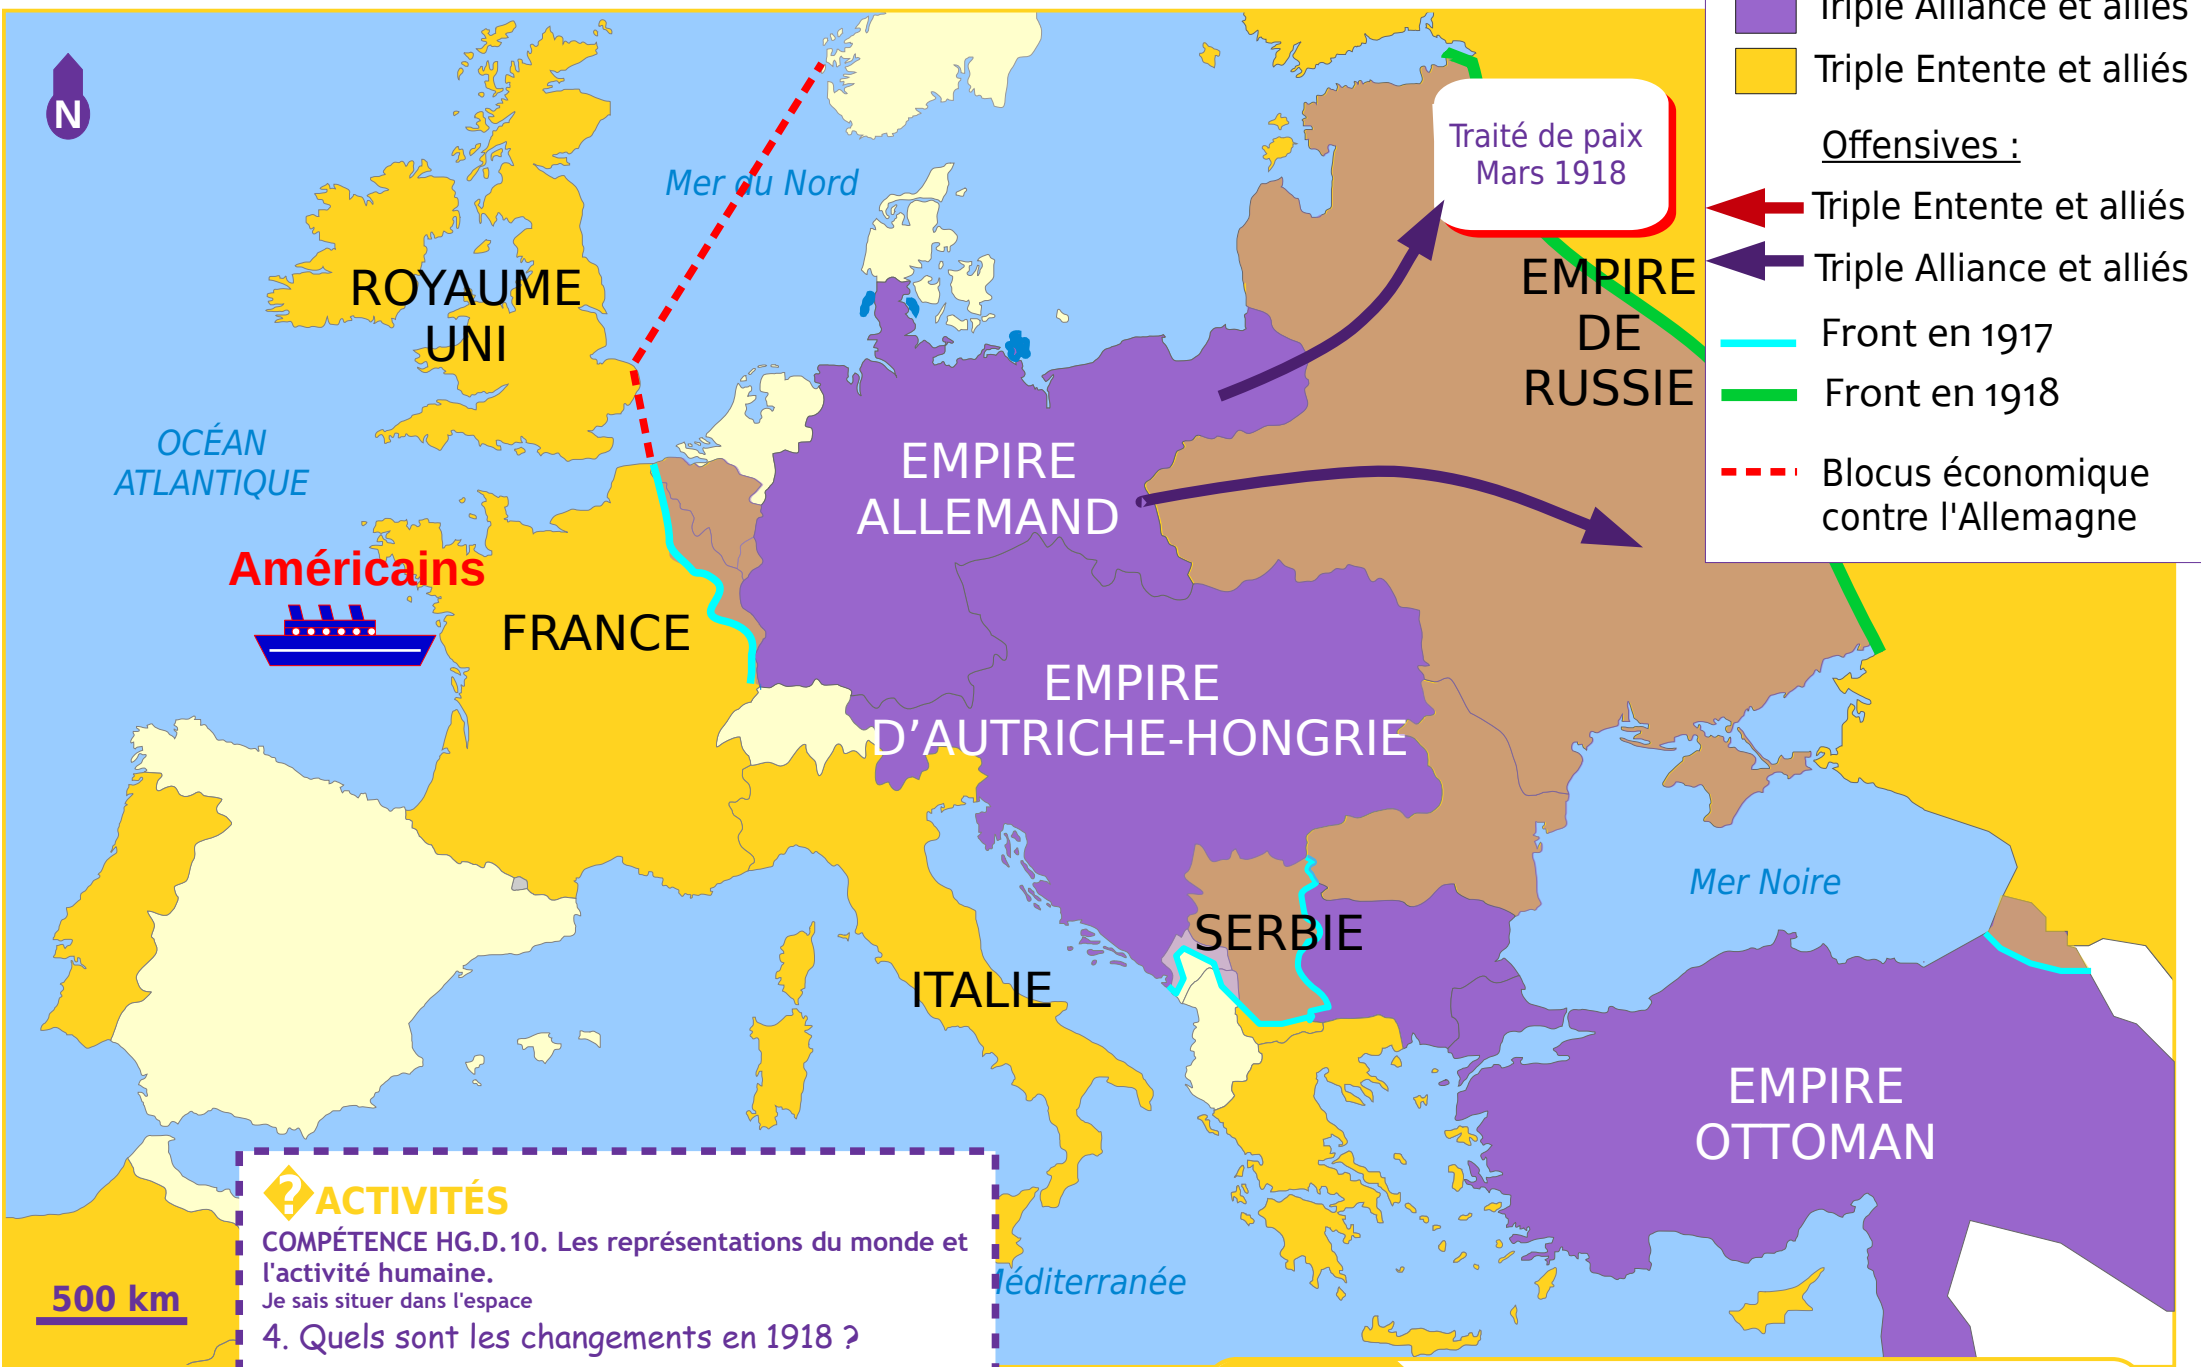 N
Mer du Nord
ROYAUME
UNI
OCÉAN
ATLANTIQUE
Américains
FRANCE
EMPIRE
ALLEMAND
EMPIRE
D’AUTRICHE-HONGRIE
Traité de paix
Mars 1918
EMPIRE
DE
RUSSIE
SERBIE
ITALIE
Mer Noire
EMPIRE
OTTOMAN
Méditerranée
500 km
Triple Alliance et alliés
Triple Entente et alliés
Offensives :
Triple Entente et alliés
Triple Alliance et alliés
Front en 1917
Front en 1918
Blocus économique
contre l'Allemagne
?ACTIVITÉS
COMPÉTENCE HG.D.10. Les représentations du monde et
l'activité humaine.
Je sais situer dans l'espace
4. Quels sont les changements en 1918 ?